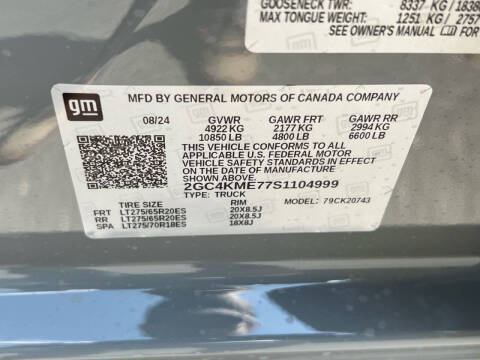 GOOSENECK TWR: 8337 KG / 1838
MAX TONGUE WEIGHT: 1251 KG / 2757
SEE OWNER'S MANUAL FOR
gm
MFD BY GENERAL MOTORS OF CANADA COMPANY
08/24 GVWR GAWR FRT GAWR RR
4922 KG 2177 KG 2994 KG
10850 LB 4800 LB 6600 LB
THIS VEHICLE CONFORMS TO ALL
APPLICABLE U.S. FEDERAL MOTOR
VEHICLE SAFETY STANDARDS IN EFFECT
ON THE DATE OF MANUFACTURE SHOWN ABOVE.
2GC4KME77S1104999
TYPE: TRUCK MODEL: 79CK20743
TIRE SIZE RIM
FRT LT275/65R20ES 20X8.5J
RR LT275/65R20ES 20X8.5J
SPA LT275/70R18ES 18X8J